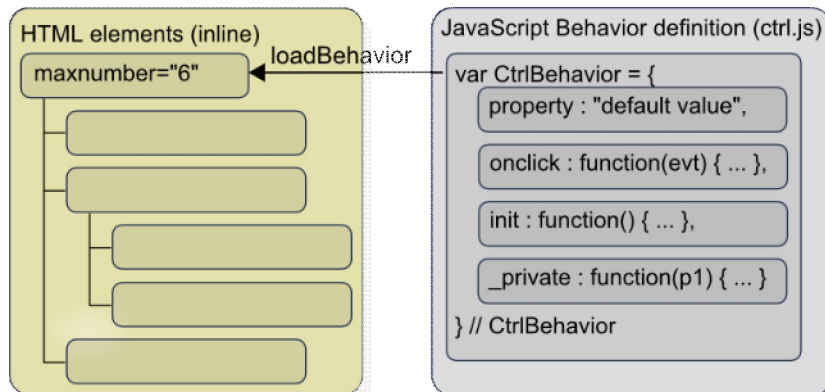 HTML elements (inline)
maxnumber="6"
loadBehavior
JavaScript Behavior definition (ctrl.js)
var CtrlBehavior = {
property : "default value",
onclick : function(evt) { ... },
init : function() { ... },
_private : function(p1) { ... }
} // CtrlBehavior